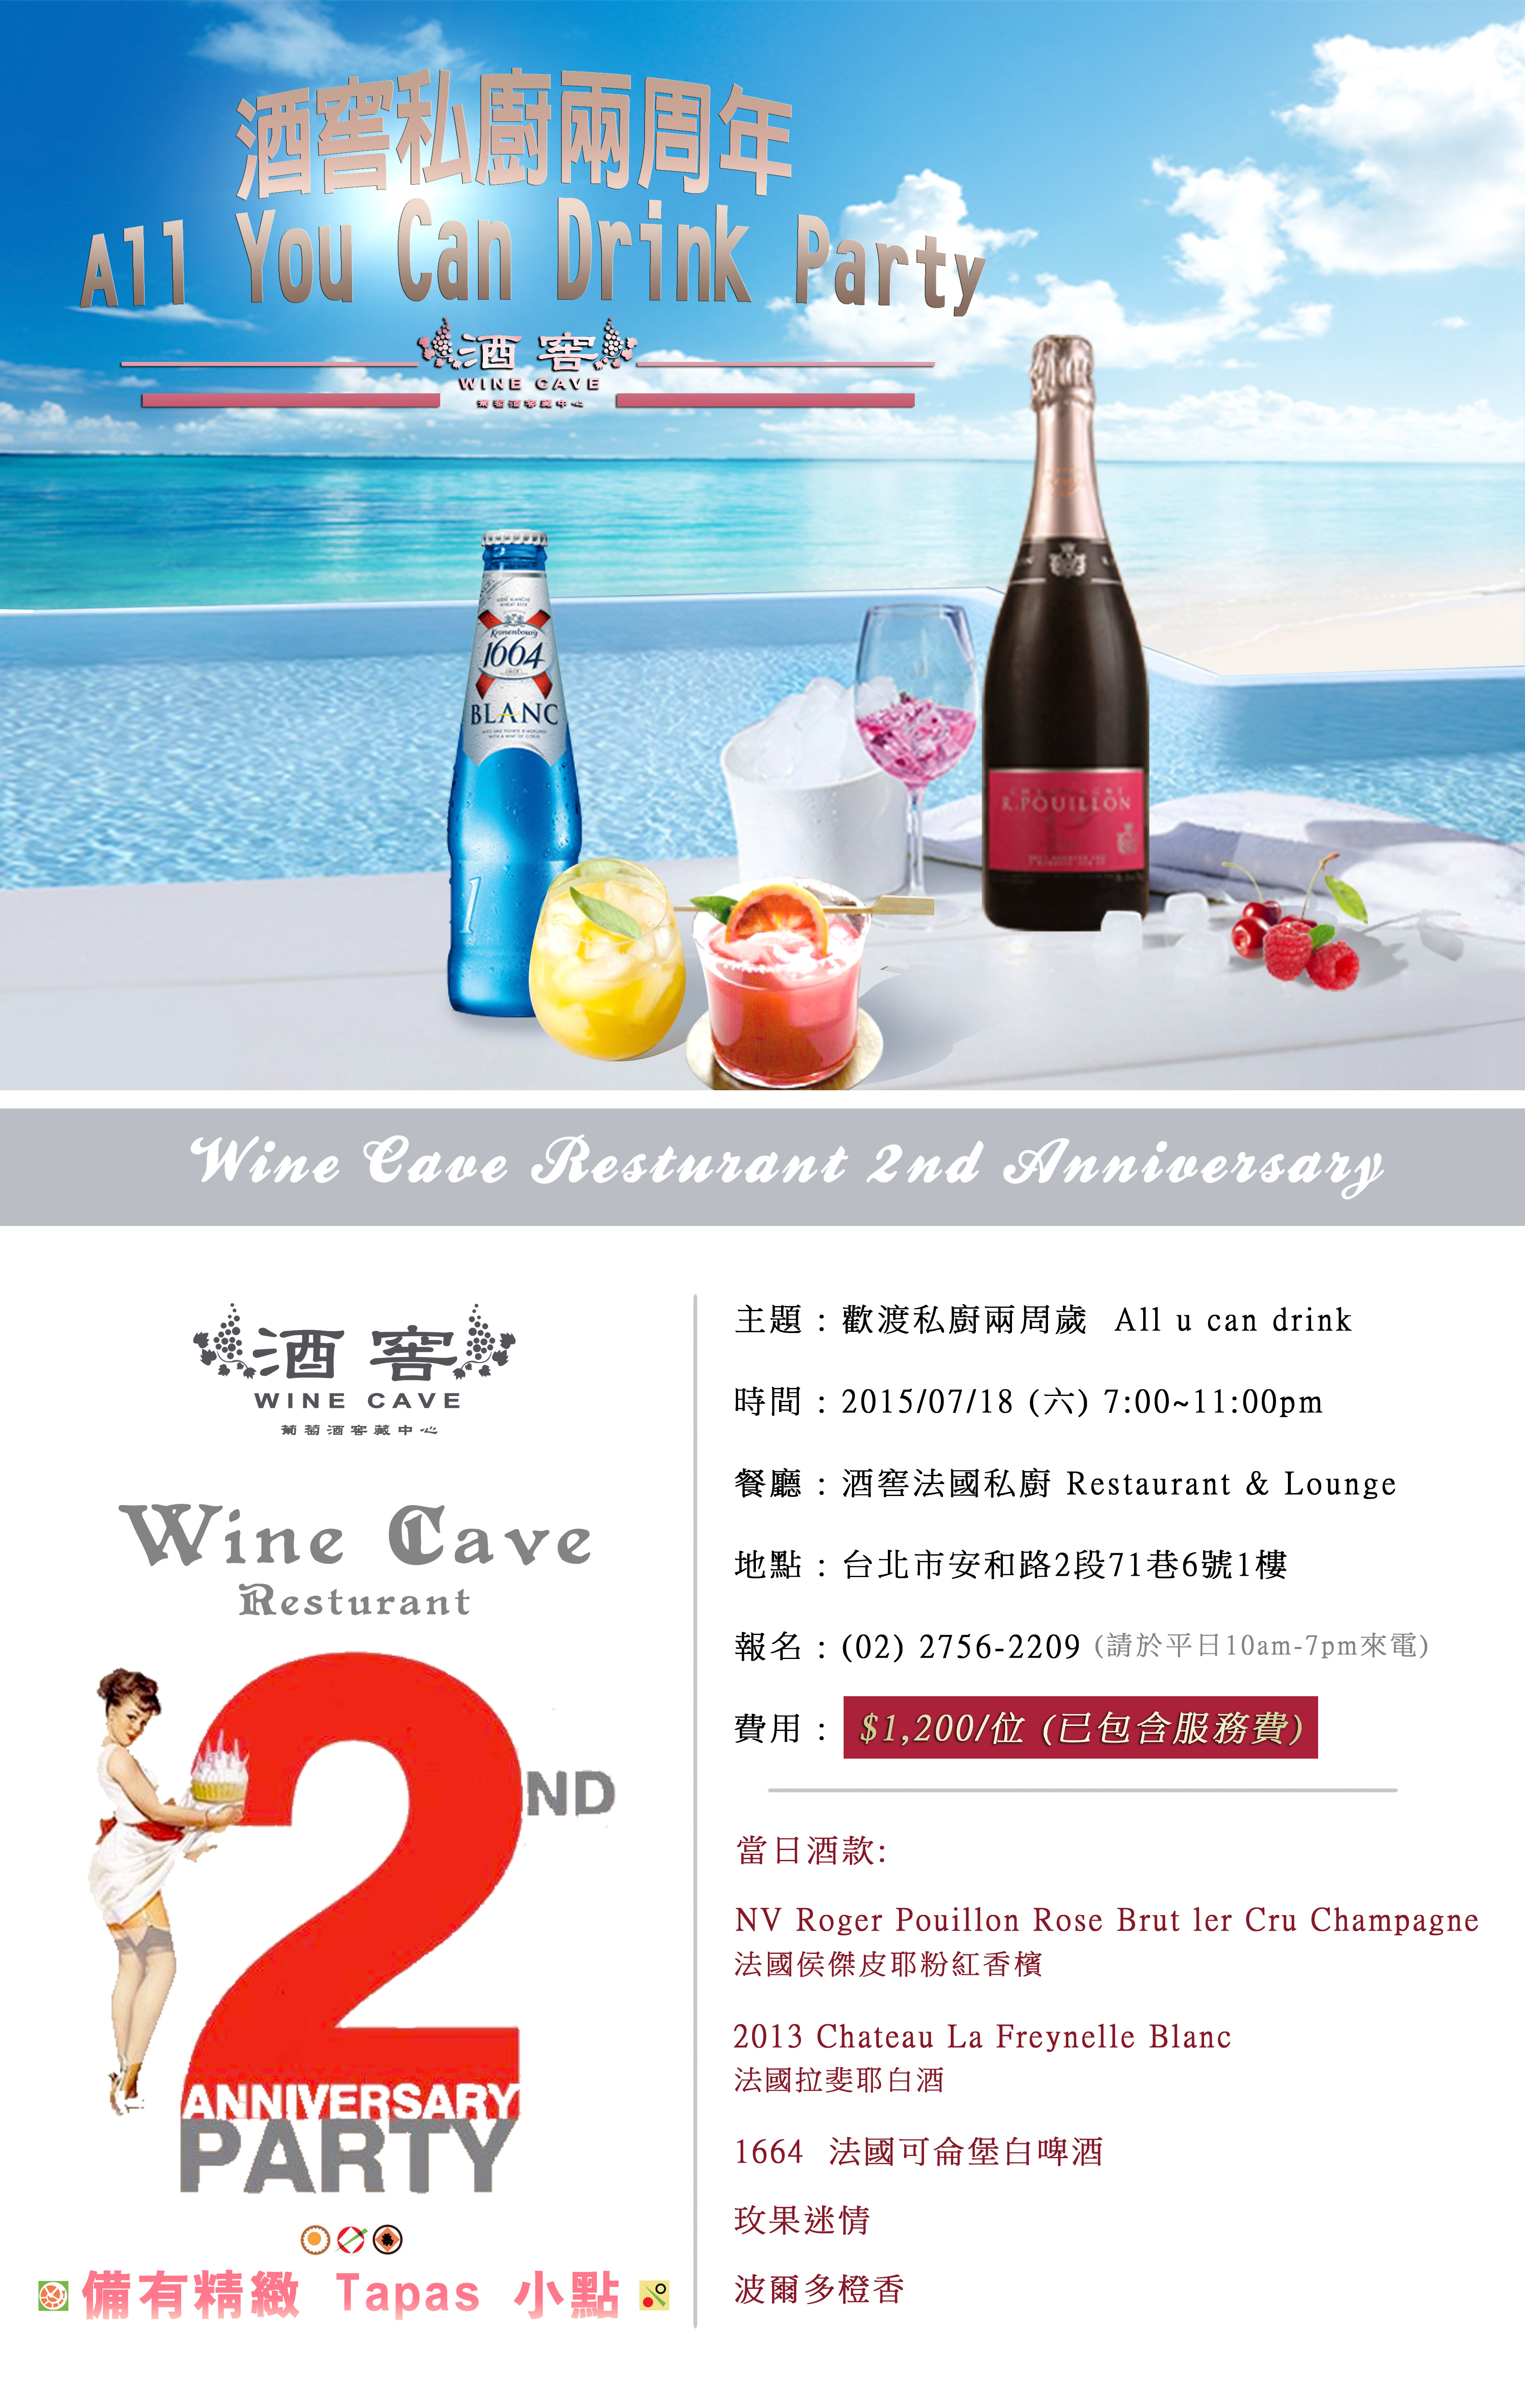 酒窖私廚兩周年
All You Can Drink Party
酒 窖
WINE CAVE
葡萄酒窖藏中心
Kronenbourg
1664
BLANC
CHAMPAGNE
R.POUILLON
1
Wine Cave Resturant 2nd Anniversary
酒 窖
WINE CAVE
葡萄酒窖藏中心
Wine Cave
Resturant
2ND
ANNIVERSARY
PARTY
備有精緻 Tapas 小點
主題：歡渡私廚兩周歲 All u can drink
時間：2015/07/18 (六) 7:00~11:00pm
餐廳：酒窖法國私廚 Restaurant & Lounge
地點：台北市安和路2段71巷6號1樓
報名：(02) 2756-2209 (請於平日10am-7pm來電)
費用： $1,200/位 (已包含服務費)
當日酒款:
NV Roger Pouillon Rose Brut ler Cru Champagne
法國侯傑皮耶粉紅香檳
2013 Chateau La Freynelle Blanc
法國拉斐耶白酒
1664 法國可侖堡白啤酒
玫果迷情
波爾多橙香